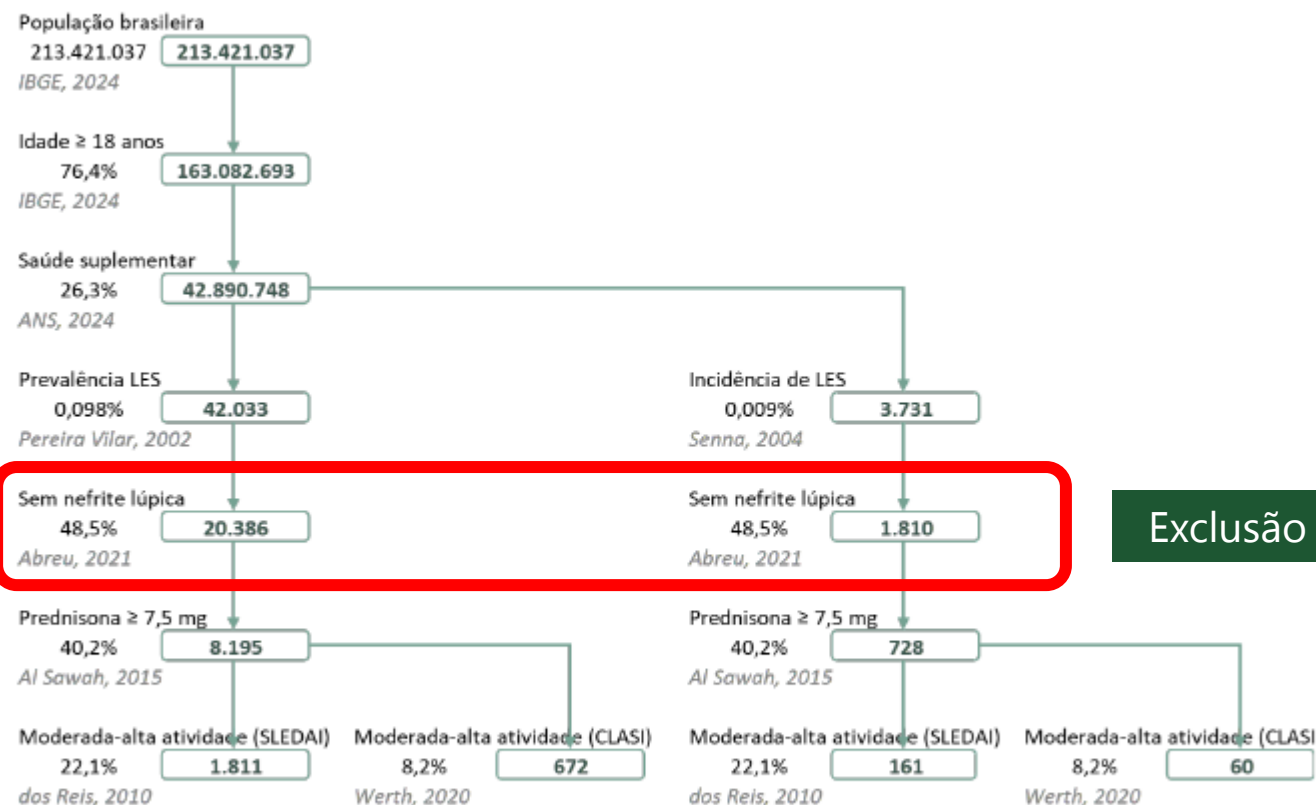 População brasileira
213.421.037 213.421.037
IBGE, 2024
Idade ≥ 18 anos
76,4% 163.082.693
IBGE, 2024
Saúde suplementar
26,3% 42.890.748
ANS, 2024
Prevalência LES
0,098% 42.033
Pereira Vilar, 2002
Incidência de LES
0,009% 3.731
Senna, 2004
Sem nefrite lúpica
48,5% 20.386
Abreu, 2021
Sem nefrite lúpica
48,5% 1.810
Abreu, 2021
Exclusão
Prednisona ≥ 7,5 mg
40,2% 8.195
Al Sawah, 2015
Prednisona ≥ 7,5 mg
40,2% 728
Al Sawah, 2015
Moderada-alta atividade (SLEDAI)
22,1% 1.811
dos Reis, 2010
Moderada-alta atividade (CLASI)
8,2% 672
Werth, 2020
Moderada-alta atividade (SLEDAI)
22,1% 161
dos Reis, 2010
Moderada-alta atividade (CLASI
8,2% 60
Werth, 2020